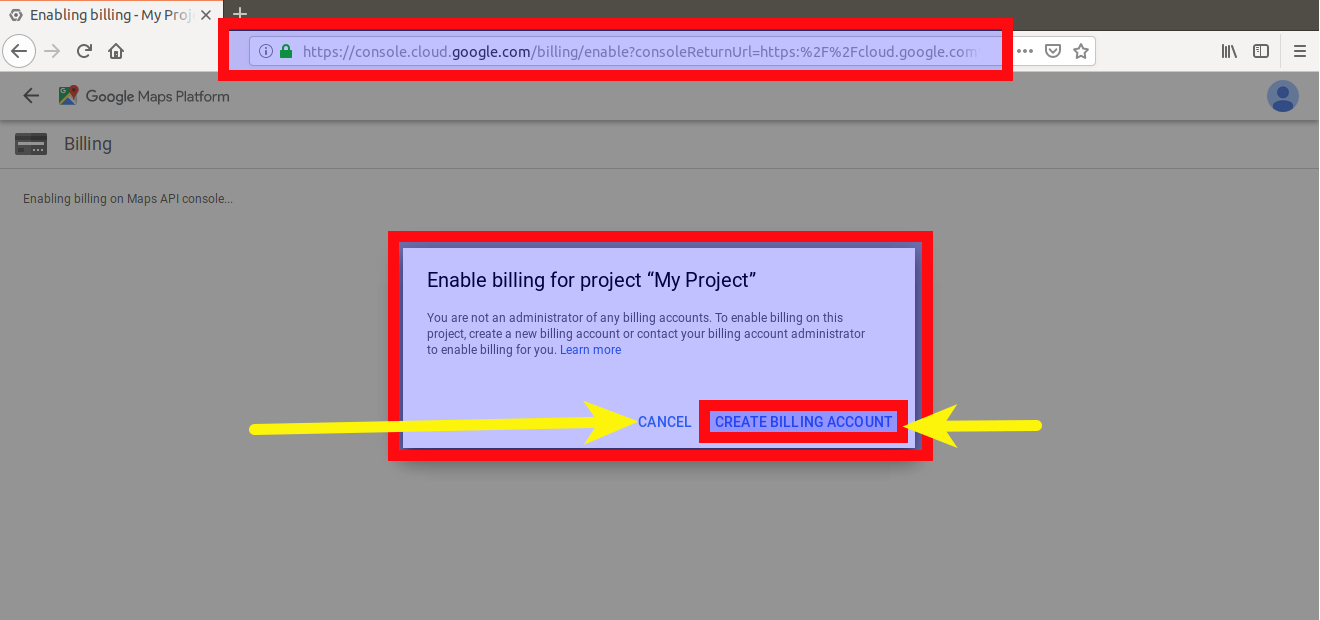 Enabling billing - My Proj
https://console.cloud.google.com/billing/enable?consoleReturnUrl=https:%2F%2Fcloud.google.com
Google Maps Platform
Billing
Enabling billing on Maps API console...
Enable billing for project “My Project”
You are not an administrator of any billing accounts. To enable billing on this
project, create a new billing account or contact your billing account administrator
to enable billing for you. Learn more
CANCEL CREATE BILLING ACCOUNT